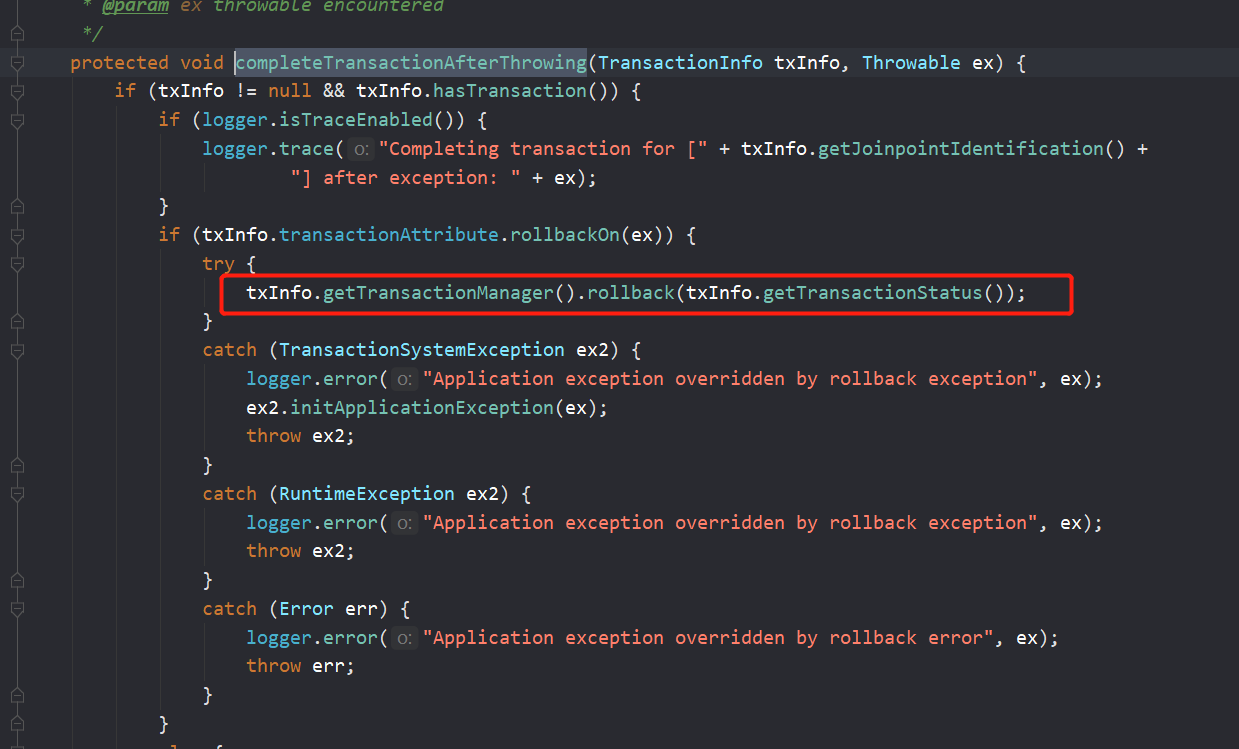 * @param ex throwable encountered
*/
protected void completeTransactionAfterThrowing(TransactionInfo txInfo, Throwable ex) {
if (txInfo != null && txInfo.hasTransaction()) {
if (logger.isTraceEnabled()) {
logger.trace( o: "Completing transaction for [" + txInfo.getJoinpointIdentification() +
"] after exception: " + ex);
}
if (txInfo.transactionAttribute.rollbackOn(ex)) {
try {
txInfo.getTransactionManager().rollback(txInfo.getTransactionStatus());
}
catch (TransactionSystemException ex2) {
logger.error( o: "Application exception overridden by rollback exception", ex);
ex2.initApplicationException(ex);
throw ex2;
}
catch (RuntimeException ex2) {
logger.error( o: "Application exception overridden by rollback exception", ex);
throw ex2;
}
catch (Error err) {
logger.error( o: "Application exception overridden by rollback error", ex);
throw err;
}
}